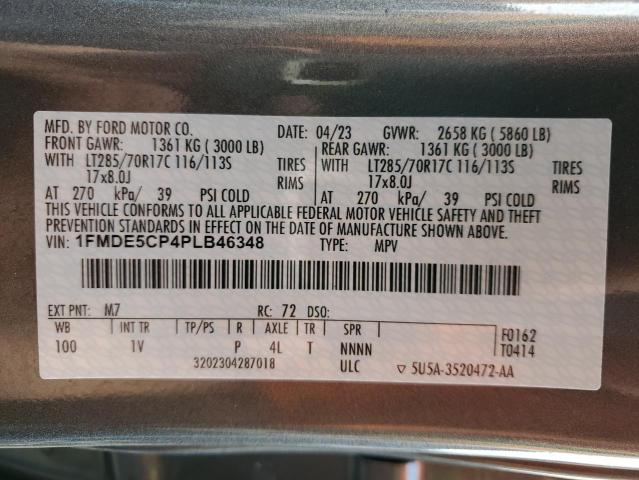 MFD. BY FORD MOTOR CO. DATE: 04/23 GVWR: 2658 KG ( 5860 LB)
FRONT GAWR: 1361 KG ( 3000 LB) REAR GAWR: 1361 KG ( 3000 LB)
WITH LT285/70R17C 116/113S TIRES WITH LT285/70R17C 116/113S TIRES
17x8.0J RIMS 17x8.0J RIMS
AT 270 kPa/ 39 PSI COLD AT 270 kPa/ 39 PSI COLD
THIS VEHICLE CONFORMS TO ALL APPLICABLE FEDERAL MOTOR VEHICLE SAFETY AND THEFT
PREVENTION STANDARDS IN EFFECT ON THE DATE OF MANUFACTURE SHOWN ABOVE.
VIN: 1FMDE5CP4PLB46348 TYPE: MPV
EXT PNT: M7 RC: 72 DSO:
WB INT TR TP/PS R AXLE TR SPR F0162
100 1V P 4L T NNNN T0414
3202304287018 ULC ▽ 5U5A-3520472-AA